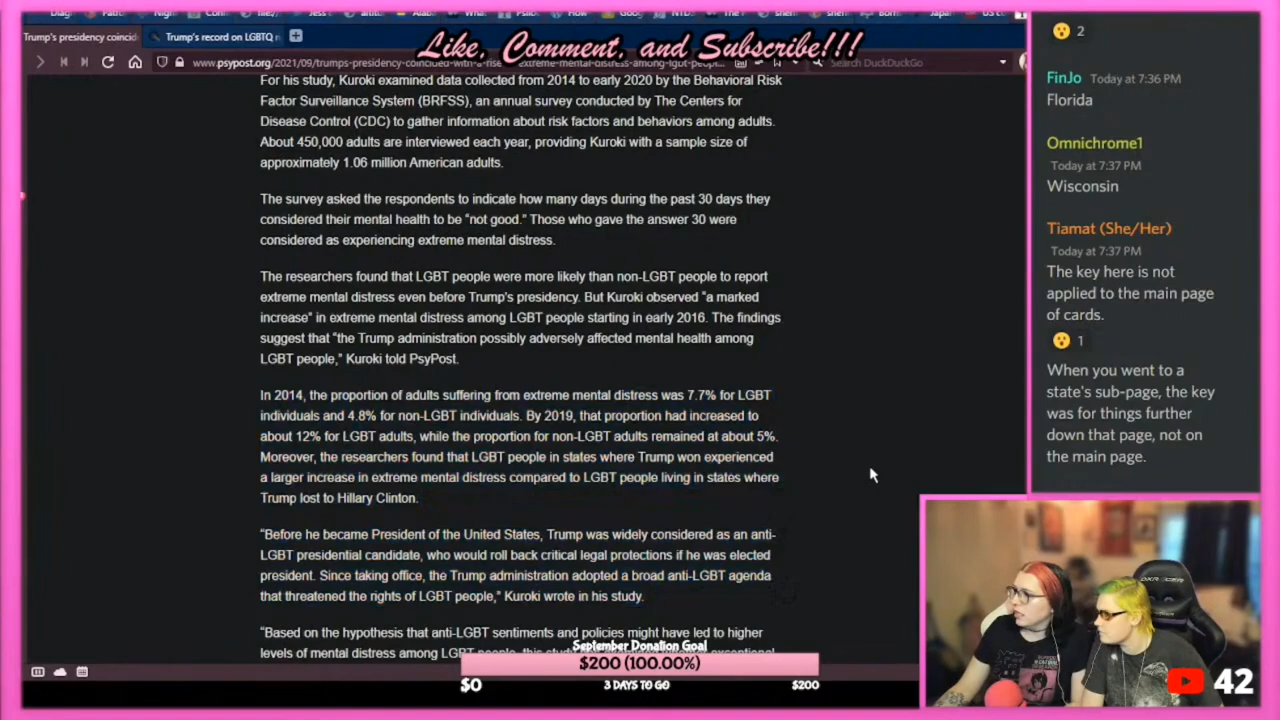 Trump's presidency coincid
Trump's record on LGBTQ
Like, Comment, and Subscribe!!!
www.psypost.org/2021/09/trumps-presidency-coincided-with-a-rise
extreme-mental-distress-among-lgbt-peop...
Search DuckDuckGo
For his study, Kuroki examined data collected from 2014 to early 2020 by the Behavioral Risk
Factor Surveillance System (BRFSS), an annual survey conducted by The Centers for
Disease Control (CDC) to gather information about risk factors and behaviors among adults.
About 450,000 adults are interviewed each year, providing Kuroki with a sample size of
approximately 1.06 million American adults.
The survey asked the respondents to indicate how many days during the past 30 days they
considered their mental health to be “not good.” Those who gave the answer 30 were
considered as experiencing extreme mental distress.
The researchers found that LGBT people were more likely than non-LGBT people to report
extreme mental distress even before Trump's presidency. But Kuroki observed “a marked
increase” in extreme mental distress among LGBT people starting in early 2016. The findings
suggest that “the Trump administration possibly adversely affected mental health among
LGBT people,” Kuroki told PsyPost.
In 2014, the proportion of adults suffering from extreme mental distress was 7.7% for LGBT
individuals and 4.8% for non-LGBT individuals. By 2019, that proportion had increased to
about 12% for LGBT adults, while the proportion for non-LGBT adults remained at about 5%.
Moreover, the researchers found that LGBT people in states where Trump won experienced
a larger increase in extreme mental distress compared to LGBT people living in states where
Trump lost to Hillary Clinton.
“Before he became President of the United States, Trump was widely considered as an anti-
LGBT presidential candidate, who would roll back critical legal protections if he was elected
president. Since taking office, the Trump administration adopted a broad anti-LGBT agenda
that threatened the rights of LGBT people,” Kuroki wrote in his study.
“Based on the hypothesis that anti-LGBT sentiments and policies might have led to higher
levels of mental distress among LGBT people, this
September Donation Goal
$200 (100.00%)
$0
3 DAYS TO GO
$200
2
FinJo Today at 7:36 PM
Florida
Omnichrome1
Today at 7:37 PM
Wisconsin
Tiamat (She/Her)
Today at 7:37 PM
The key here is not
applied to the main page
of cards.
1
When you went to a
state's sub-page, the key
was for things further
down that page, not on
the main page.
42